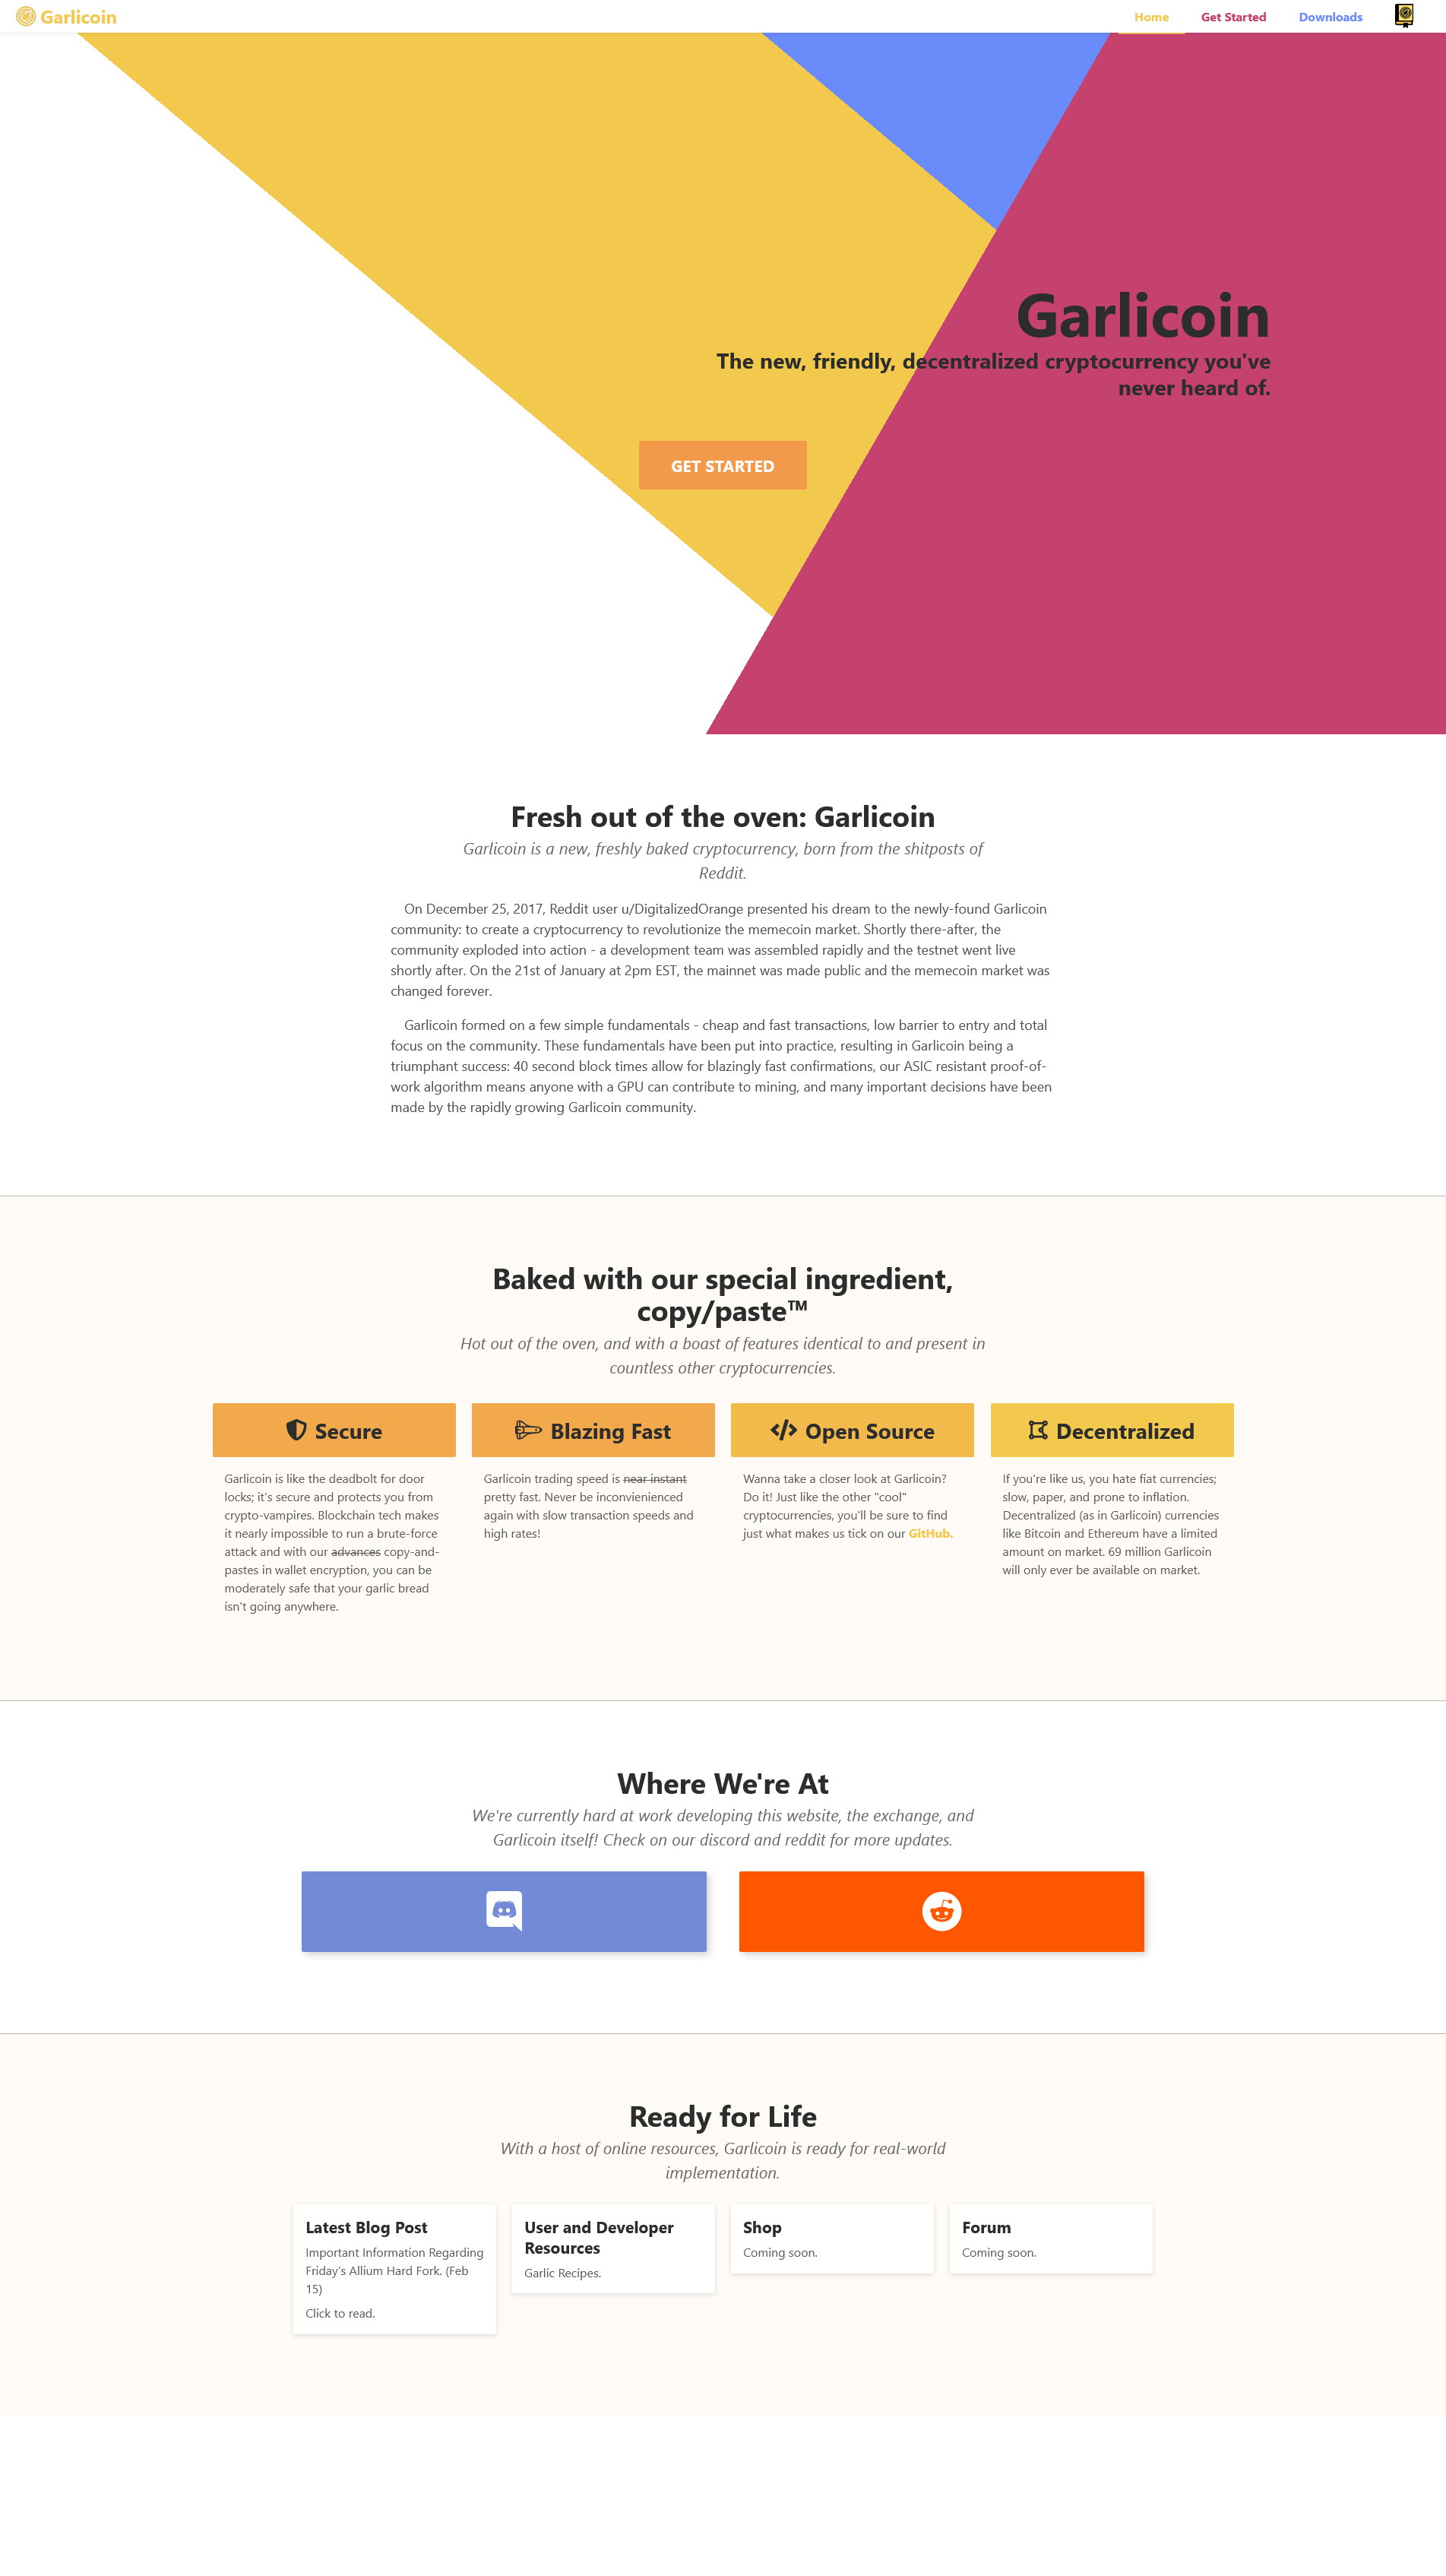 Garlicoin
Home
Get Started
Downloads
Garlicoin
The new, friendly, decentralized cryptocurrency you've
never heard of.
GET STARTED
Fresh out of the oven: Garlicoin
Garlicoin is a new, freshly baked cryptocurrency, born from the shitposts of
Reddit.
On December 25, 2017, Reddit user u/DigitalizedOrange presented his dream to the newly-found Garlicoin
community: to create a cryptocurrency to revolutionize the memecoin market. Shortly there-after, the
community exploded into action - a development team was assembled rapidly and the testnet went live
shortly after. On the 21st of January at 2pm EST, the mainnet was made public and the memecoin market was
changed forever.
Garlicoin formed on a few simple fundamentals - cheap and fast transactions, low barrier to entry and total
focus on the community. These fundamentals have been put into practice, resulting in Garlicoin being a
triumphant success: 40 second block times allow for blazingly fast confirmations, our ASIC resistant proof-of-
work algorithm means anyone with a GPU can contribute to mining, and many important decisions have been
made by the rapidly growing Garlicoin community.
Baked with our special ingredient,
copy/paste™
Hot out of the oven, and with a boast of features identical to and present in
countless other cryptocurrencies.
Secure
Garlicoin is like the deadbolt for door
locks; it's secure and protects you from
crypto-vampires. Blockchain tech makes
it nearly impossible to run a brute-force
attack and with our advances copy-and-
pastes in wallet encryption, you can be
moderately safe that your garlic bread
isn't going anywhere.
Blazing Fast
Garlicoin trading speed is near instant
pretty fast. Never be inconvienienced
again with slow transaction speeds and
high rates!
Open Source
Wanna take a closer look at Garlicoin?
Do it! Just like the other "cool"
cryptocurrencies, you'll be sure to find
just what makes us tick on our GitHub.
Decentralized
If you're like us, you hate fiat currencies;
slow, paper, and prone to inflation.
Decentralized (as in Garlicoin) currencies
like Bitcoin and Ethereum have a limited
amount on market. 69 million Garlicoin
will only ever be available on market.
Where We're At
We're currently hard at work developing this website, the exchange, and
Garlicoin itself! Check on our discord and reddit for more updates.
Ready for Life
With a host of online resources, Garlicoin is ready for real-world
implementation.
Latest Blog Post
Important Information Regarding
Friday's Allium Hard Fork. (Feb
15)
Click to read.
User and Developer
Resources
Garlic Recipes.
Shop
Coming soon.
Forum
Coming soon.